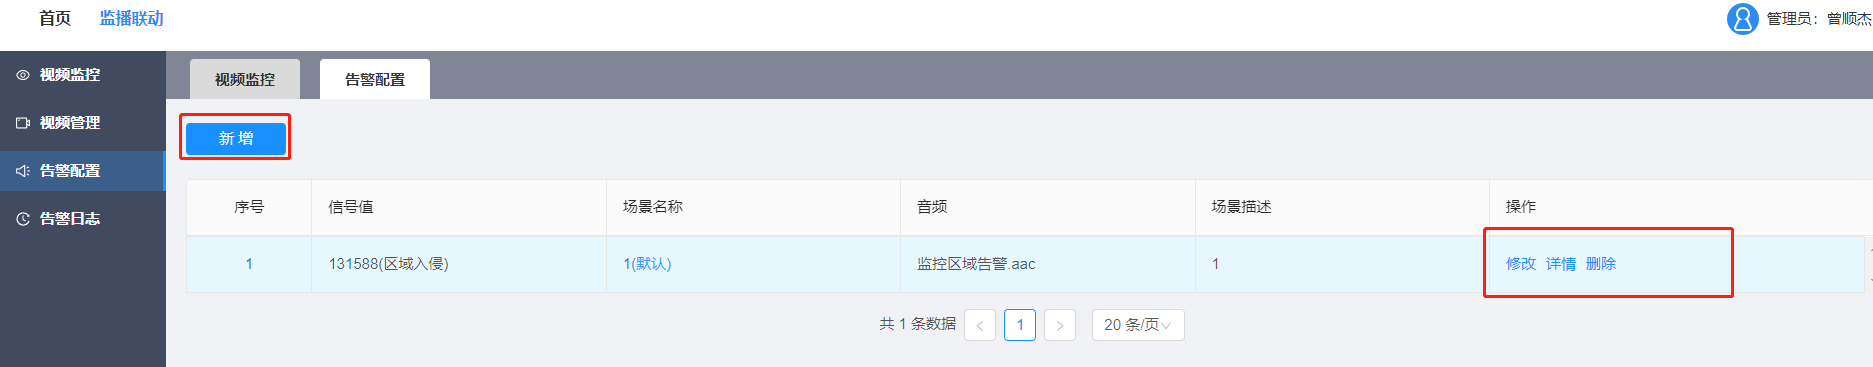 首页 监播联动 管理员：曾顺杰
视频监控
视频管理
告警配置
告警日志
视频监控 告警配置
新 增
序号 信号值 场景名称 音频 场景描述 操作
1 131588(区域入侵) 1(默认) 监控区域告警.aac 1 修改 详情 删除
共 1 条数据 < 1 > 20 条/页